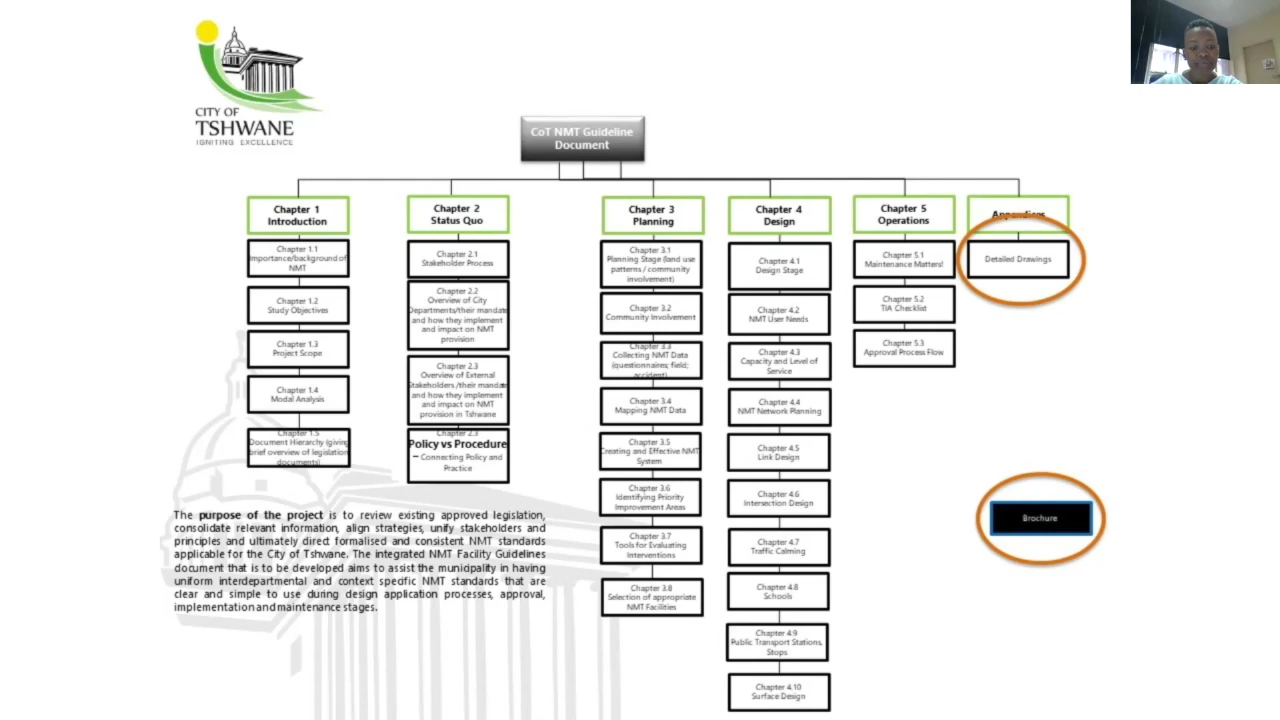 CITY OF
TSHWANE
IGNITING EXCELLENCE
CoT NMT Guideline
Document
Chapter 1
Introduction
Chapter 1.1
Importance/background of
NMT
Chapter 1.2
Study Objectives
Chapter 1.3
Project Scope
Chapter 1.4
Modal Analysis
Chapter 1.5
Document Hierarchy (giving
brief overview of legislation
documents)
Chapter 2
Status Quo
Chapter 2.1
Stakeholder Process
Chapter 2.2
Overview of City
Departments/their mandate
and how they implement
and impact on NMT
provision
Chapter 2.3
Overview of External
Stakeholders /their mandate
and how they implement
and impact on NMT
provision in Tshwane
Chapter 2.3
Policy vs Procedure
– Connecting Policy and
Practice
Chapter 3
Planning
Chapter 3.1
Planning Stage (land use
patterns / community
involvement)
Chapter 3.2
Community Involvement
Chapter 3.3
Collecting NMT Data
(questionnaires; field;
accident)
Chapter 3.4
Mapping NMT Data
Chapter 3.5
Creating and Effective NMT
System
Chapter 3.6
Identifying Priority
Improvement Areas
Chapter 3.7
Tools for Evaluating
Interventions
Chapter 3.8
Selection of appropriate
NMT Facilities
Chapter 4
Design
Chapter 4.1
Design Stage
Chapter 4.2
NMT User Needs
Chapter 4.3
Capacity and Level of
Service
Chapter 4.4
NMT Network Planning
Chapter 4.5
Link Design
Chapter 4.6
Intersection Design
Chapter 4.7
Traffic Calming
Chapter 4.8
Schools
Chapter 4.9
Public Transport Stations,
Stops
Chapter 4.10
Surface Design
Chapter 5
Operations
Chapter 5.1
Maintenance Matters!
Chapter 5.2
TIA Checklist
Chapter 5.3
Approval Process Flow
Appendices
Detailed Drawings
Brochure
The purpose of the project is to review existing approved legislation,
consolidate relevant information, align strategies, unify stakeholders and
principles and ultimately direct formalised and consistent NMT standards
applicable for the City of Tshwane. The integrated NMT Facility Guidelines
document that is to be developed aims to assist the municipality in having
uniform interdepartmental and context specific NMT standards that are
clear and simple to use during design application processes, approval,
implementation and maintenance stages.